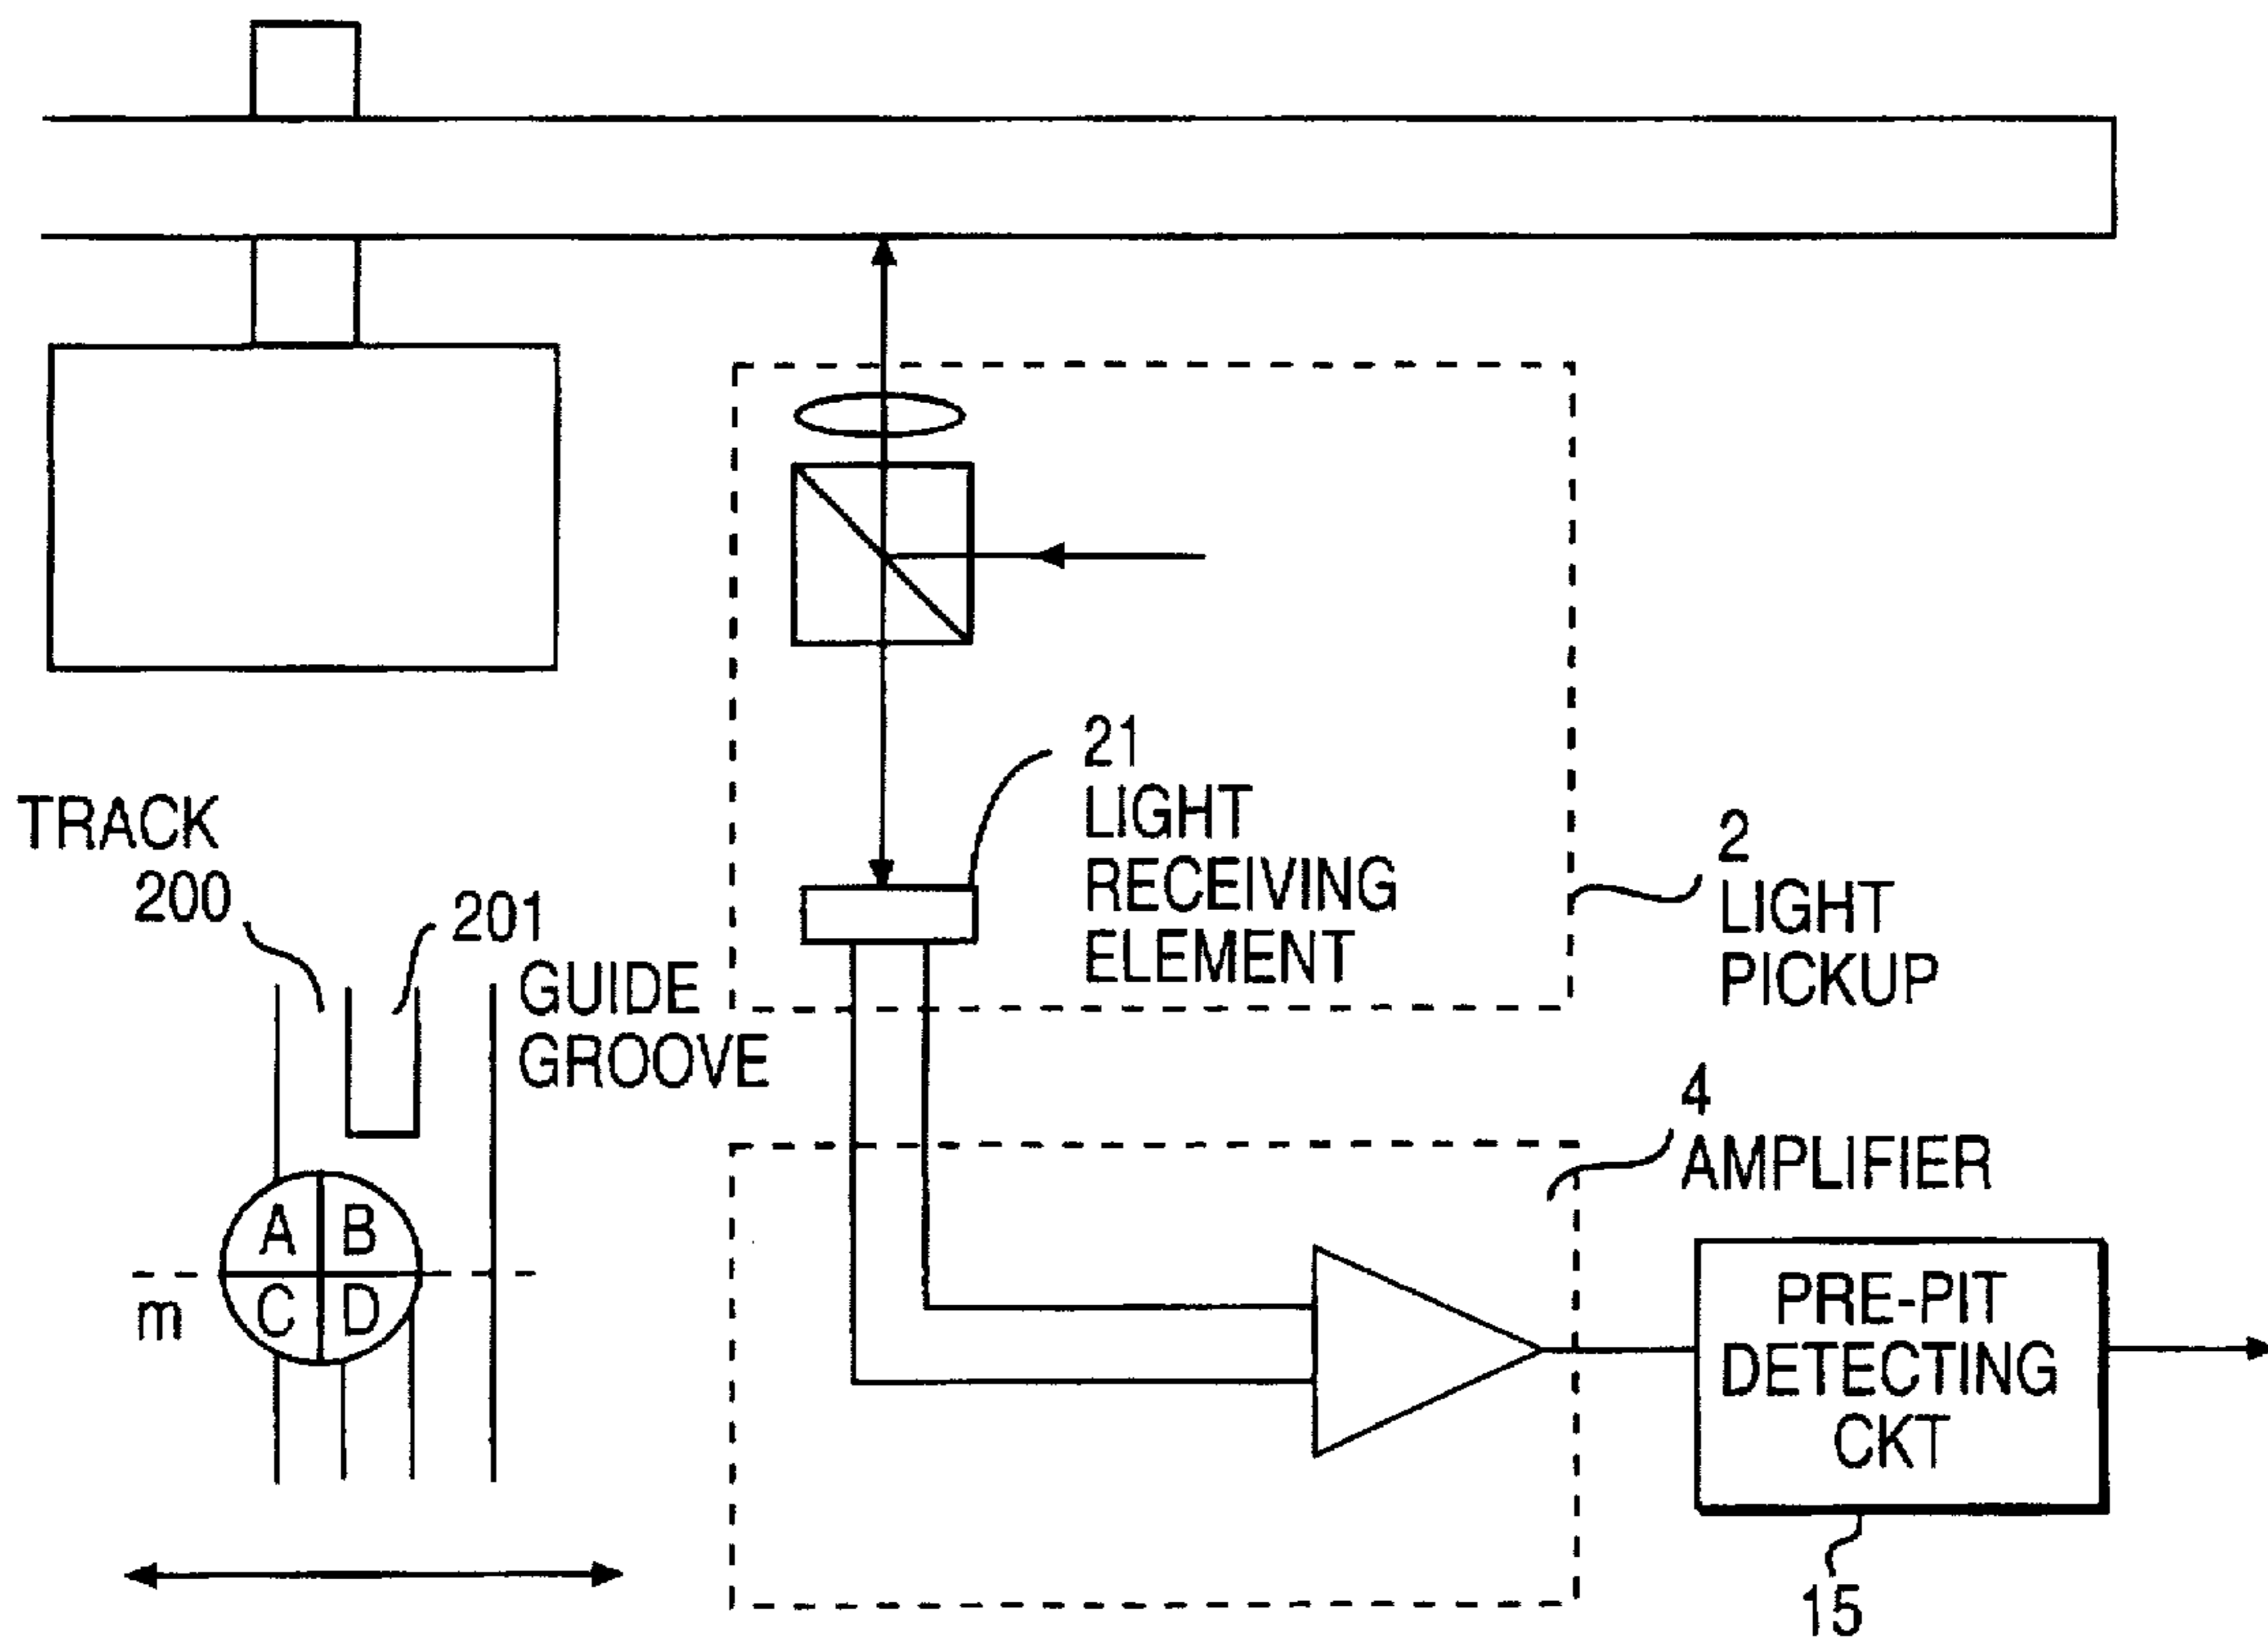 21
LIGHT
RECEIVING
ELEMENT
2
LIGHT
PICKUP
TRACK
200
201
GUIDE
GROOVE
A B
C D
m
4
AMPLIFIER
PRE-PIT
DETECTING
CKT
15